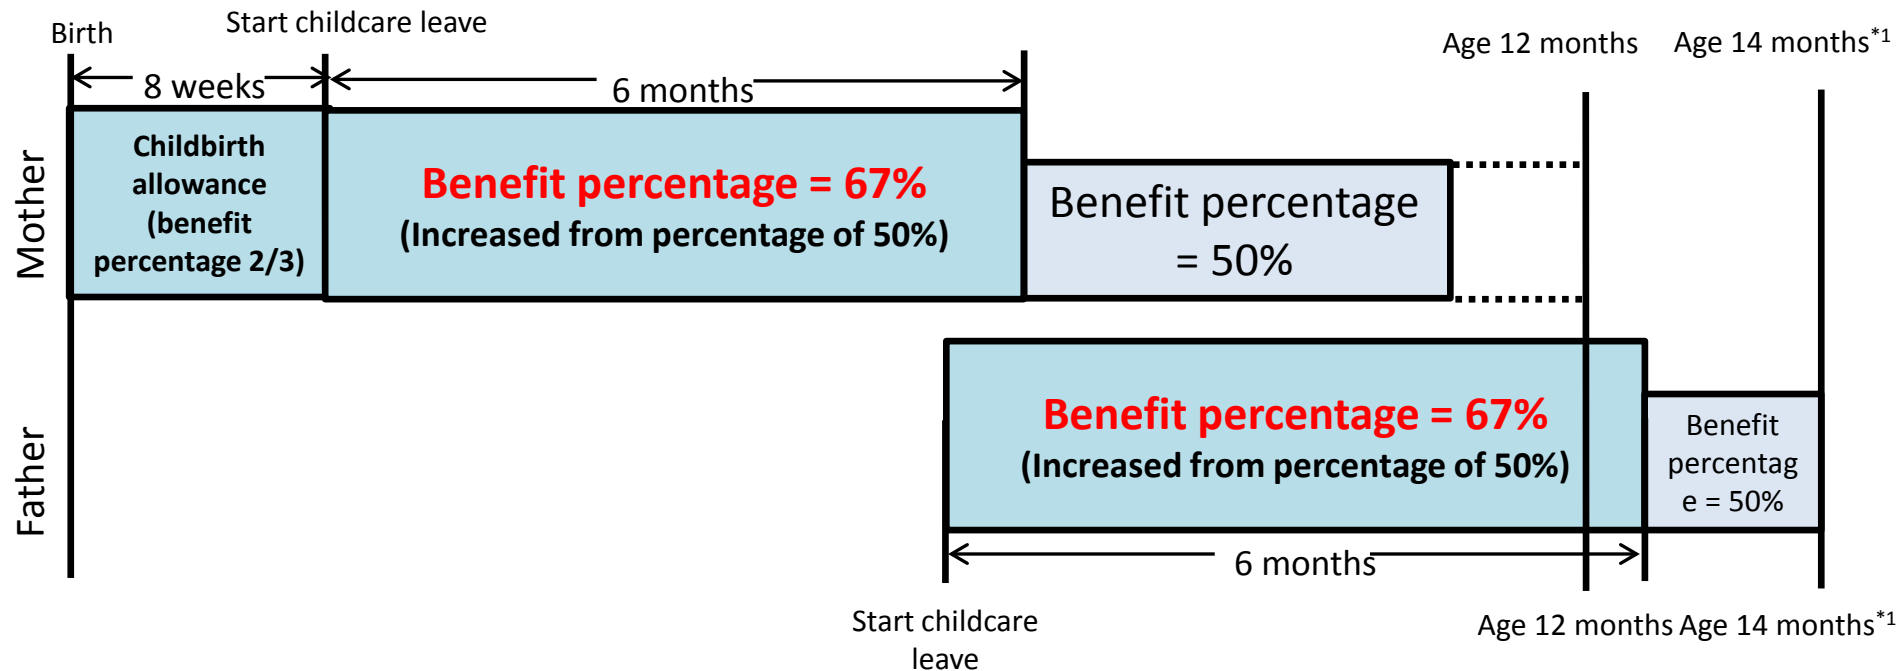 Birth
Start childcare leave
Age 12 months
Age 14 months*1
8 weeks
6 months
Mother
Childbirth
allowance
(benefit
percentage 2/3)
Benefit percentage = 67%
(Increased from percentage of 50%)
Benefit percentage
= 50%
Father
Benefit percentage = 67%
(Increased from percentage of 50%)
Benefit
percentag
e = 50%
6 months
Start childcare
leave
Age 12 months
Age 14 months*1